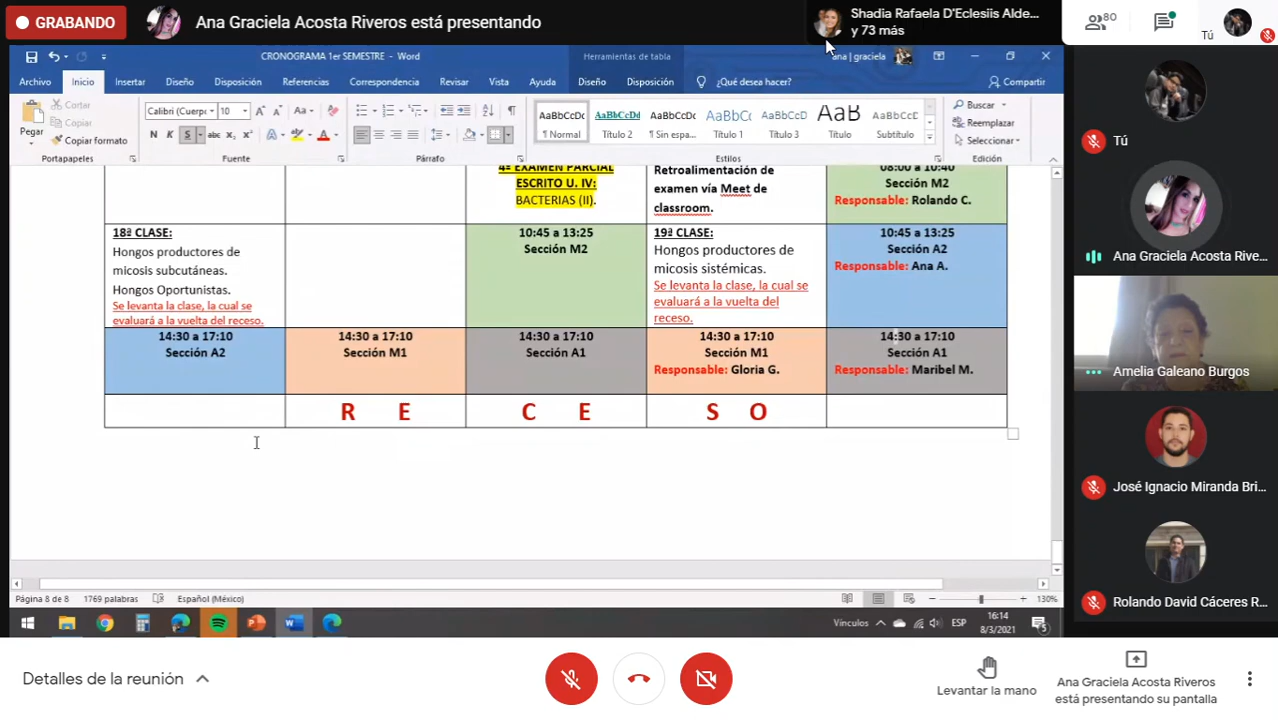 GRABANDO
Ana Graciela Acosta Riveros está presentando
Shadia Rafaela D'Eclesiis Alde...
y 73 más
80
Tú
CRONOGRAMA 1er SEMESTRE - Word
Herramientas de tabla
ana | graciela
Archivo
Inicio
Insertar
Diseño
Disposición
Referencias
Correspondencia
Revisar
Vista
Ayuda
Diseño
Disposición
¿Qué desea hacer?
Compartir
Pegar
Cortar
Copiar
Copiar formato
Portapapeles
Calibri (Cuerpo
10
N K S abc x₂ x²
Fuente
Párrafo
AaBbCcDc
¶ Normal
AaBbCcDd
Título 2
AaBbCcDc
¶ Sin espa...
AaBbCc
Título 1
AaBbCcD
Título 3
AaB
Título
AaBbCcD
Subtítulo
Estilos
Buscar
Reemplazar
Seleccionar
Edición
4º EXAMEN PARCIAL
ESCRITO U. IV:
BACTERIAS (II).
Retroalimentación de
examen vía Meet de
classroom.
08:00 a 10:40
Sección M2
Responsable: Rolando C.
18ª CLASE:
Hongos productores de
micosis subcutáneas.
Hongos Oportunistas.
Se levanta la clase, la cual se
evaluará a la vuelta del receso.
10:45 a 13:25
Sección M2
19ª CLASE:
Hongos productores de
micosis sistémicas.
Se levanta la clase, la cual se
evaluará a la vuelta del
receso.
10:45 a 13:25
Sección A2
Responsable: Ana A.
14:30 a 17:10
Sección A2
14:30 a 17:10
Sección M1
14:30 a 17:10
Sección A1
14:30 a 17:10
Sección M1
Responsable: Gloria G.
14:30 a 17:10
Sección A1
Responsable: Maribel M.
R E C E S O
Página 8 de 8
1769 palabras
Español (México)
130%
Vínculos
ESP
16:14
8/3/2021
5
Tú
Ana Graciela Acosta Rive...
Amelia Galeano Burgos
José Ignacio Miranda Bri...
Rolando David Cáceres R...
Detalles de la reunión
Levantar la mano
Ana Graciela Acosta Riveros
está presentando su pantalla